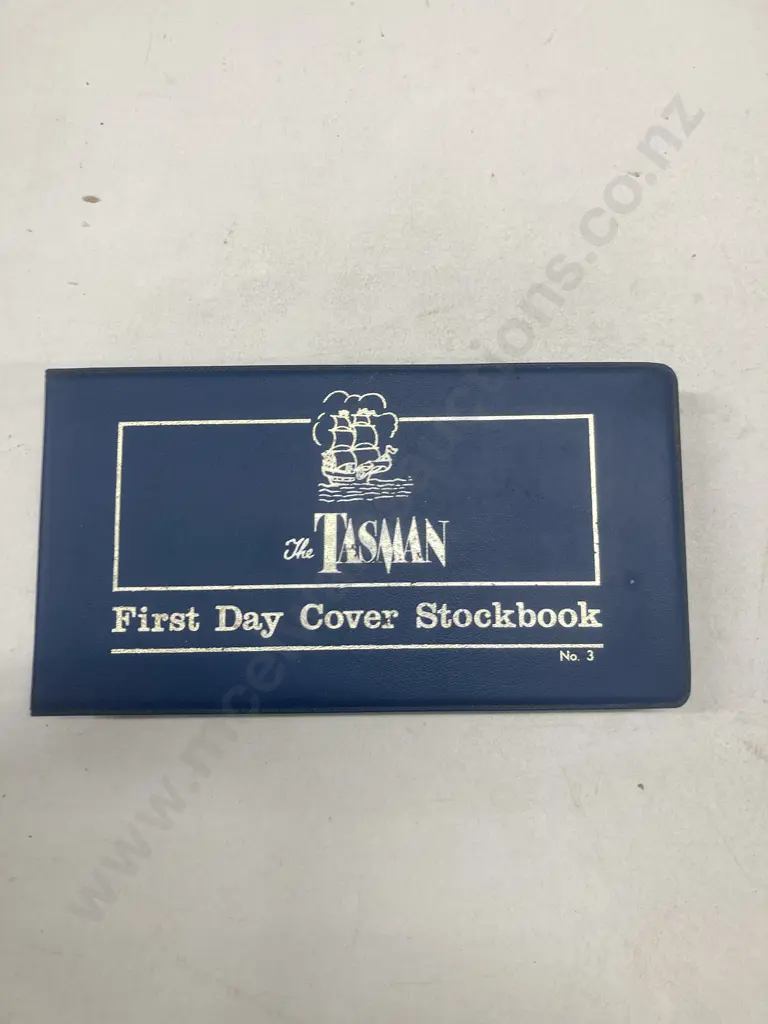 The TASMAN
First Day Cover Stockbook
No. 3